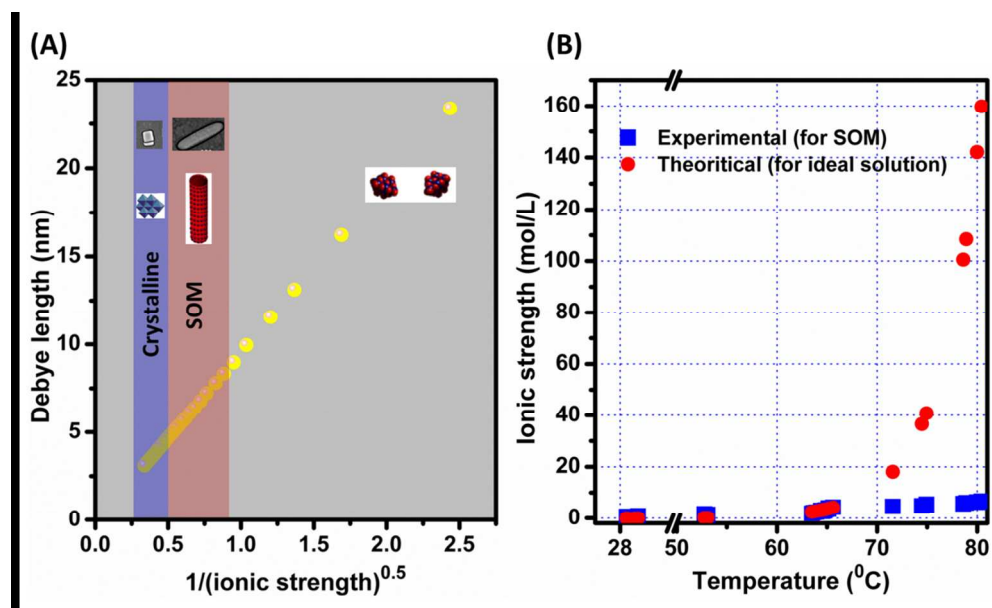 (A)
25
20
15
10
5
0
Debye length (nm)
Crystalline
SOM
0.0 0.5 1.0 1.5 2.0 2.5
1/(ionic strength)^0.5
(B)
160
140
120
100
80
60
40
20
0
Ionic strength (mol/L)
Experimental (for SOM)
Theoritical (for ideal solution)
28 50 60 70 80
Temperature (⁰C)